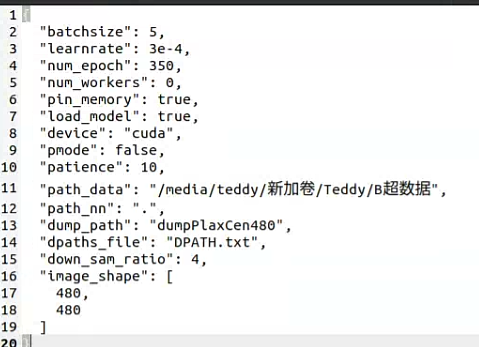 1 {
2 "batchsize": 5,
3 "learnrate": 3e-4,
4 "num_epoch": 350,
5 "num_workers": 0,
6 "pin_memory": true,
7 "load_model": true,
8 "device": "cuda",
9 "pmode": false,
10 "patience": 10,
11 "path_data": "/media/teddy/新加卷/Teddy/B超数据",
12 "path_nn": ".",
13 "dump_path": "dumpPlaxCen480",
14 "dpaths_file": "DPATH.txt",
15 "down_sam_ratio": 4,
16 "image_shape": [
17 480,
18 480
19 ]
20 }